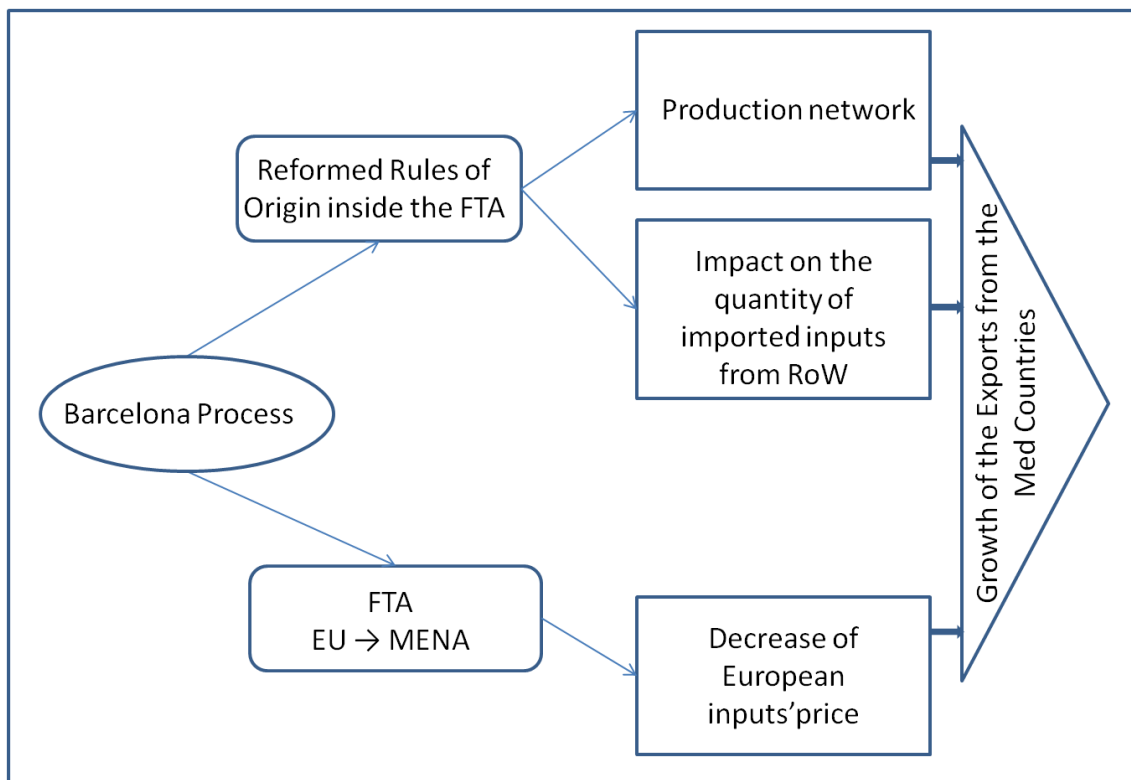 Production network
Reformed Rules of
Origin inside the FTA
Impact on the
quantity of
imported inputs
from RoW
Barcelona Process
FTA
EU → MENA
Decrease of
European
inputs'price
Growth of the Exports from the
Med Countries